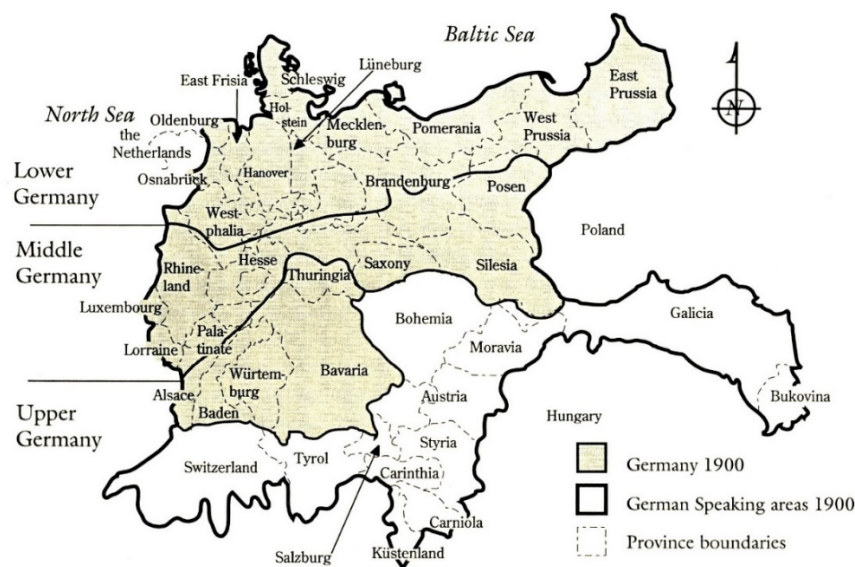 Baltic Sea
Lüneburg
East Frisia
Schleswig
East
Prussia
N
North Sea
Oldenburg
Hol-
stein
the
Netherlands
Mecklen-
burg
Pomerania
West
Prussia
Lower
Germany
Osnabrück
Hanover
Brandenburg
Posen
West-
phalia
Poland
Middle
Germany
Rhine-
land
Hesse
Thuringia
Saxony
Silesia
Luxembourg
Bohemia
Galicia
Lorraine
Pala-
tinate
Moravia
Alsace
Würtem-
burg
Bavaria
Austria
Bukovina
Upper
Germany
Baden
Hungary
Switzerland
Tyrol
Styria
Carinthia
Germany 1900
Carniola
German Speaking areas 1900
Salzburg
Küstenland
Province boundaries